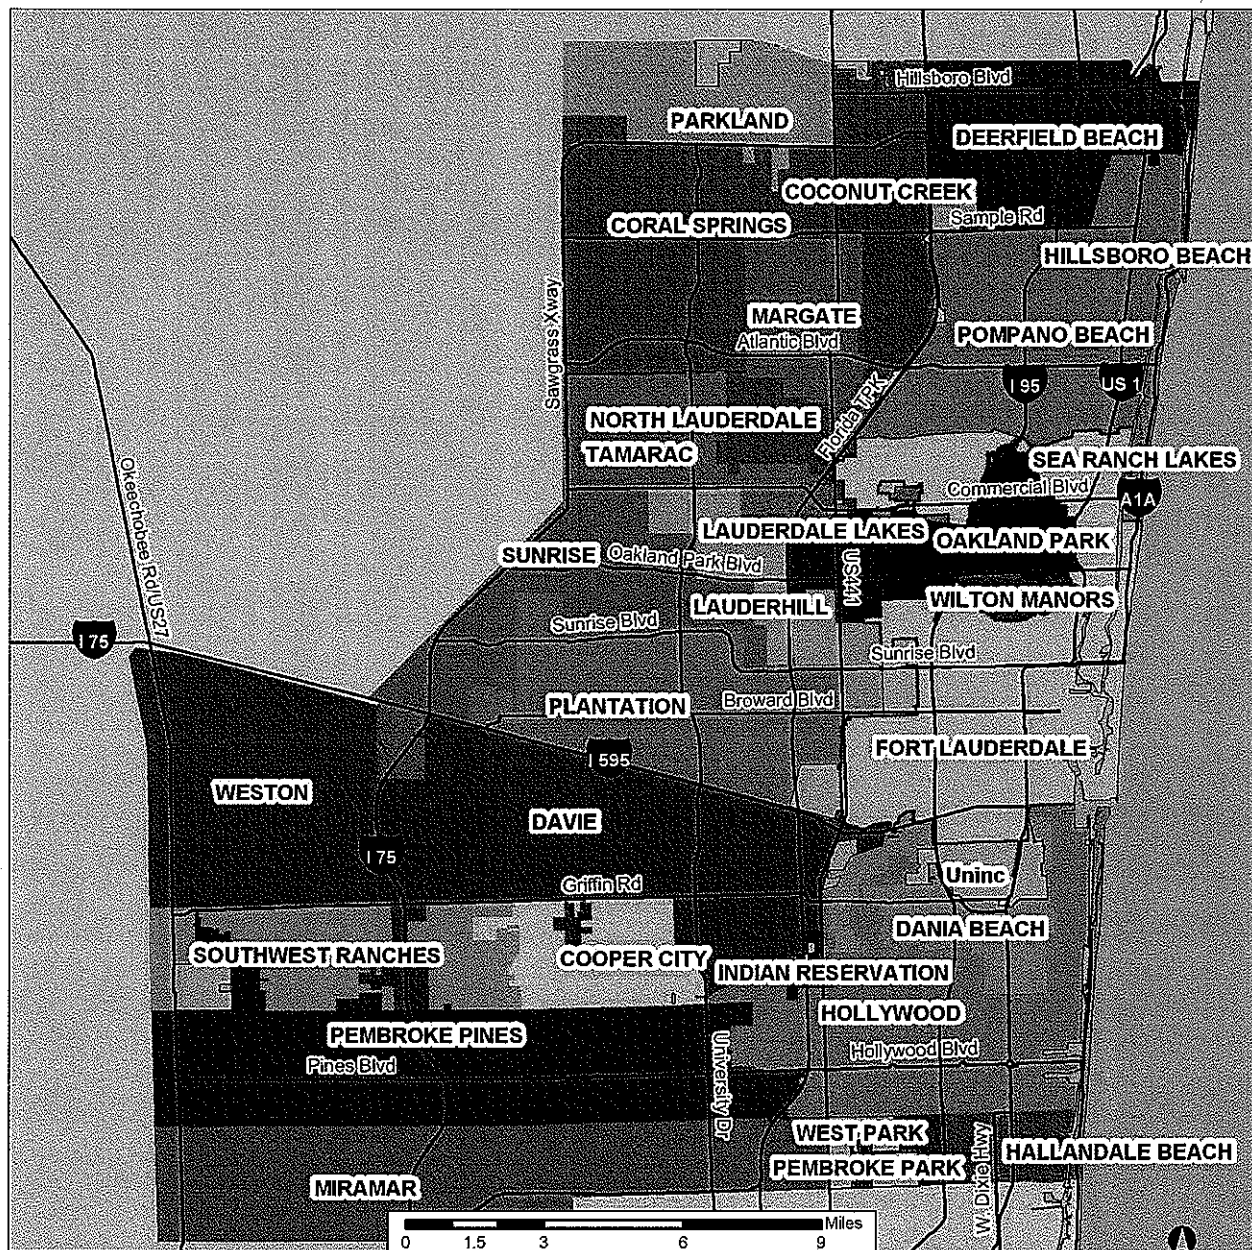 Hillsboro Blvd
PARKLAND
DEERFIELD BEACH
COCONUT CREEK
Sample Rd
CORAL SPRINGS
HILLSBORO BEACH
Sawgrass Xway
MARGATE
Atlantic Blvd
POMPANO BEACH
I 95
US 1
NORTH LAUDERDALE
Florida TPK
TAMARAC
SEA RANCH LAKES
Okeechobee Rd/US27
Commercial Blvd
A1A
LAUDERDALE LAKES
OAKLAND PARK
SUNRISE
Oakland Park Blvd
US441
LAUDERHILL
WILTON MANORS
Sunrise Blvd
I 75
Sunrise Blvd
PLANTATION
Broward Blvd
FORT LAUDERDALE
I 595
WESTON
DAVIE
I 75
Griffin Rd
Uninc
DANIA BEACH
SOUTHWEST RANCHES
COOPER CITY
INDIAN RESERVATION
HOLLYWOOD
PEMBROKE PINES
Hollywood Blvd
Pines Blvd
University Dr
WEST PARK
HALLANDALE BEACH
PEMBROKE PARK
W. Dixie Hwy
MIRAMAR
Miles
0 1.5 3 6 9